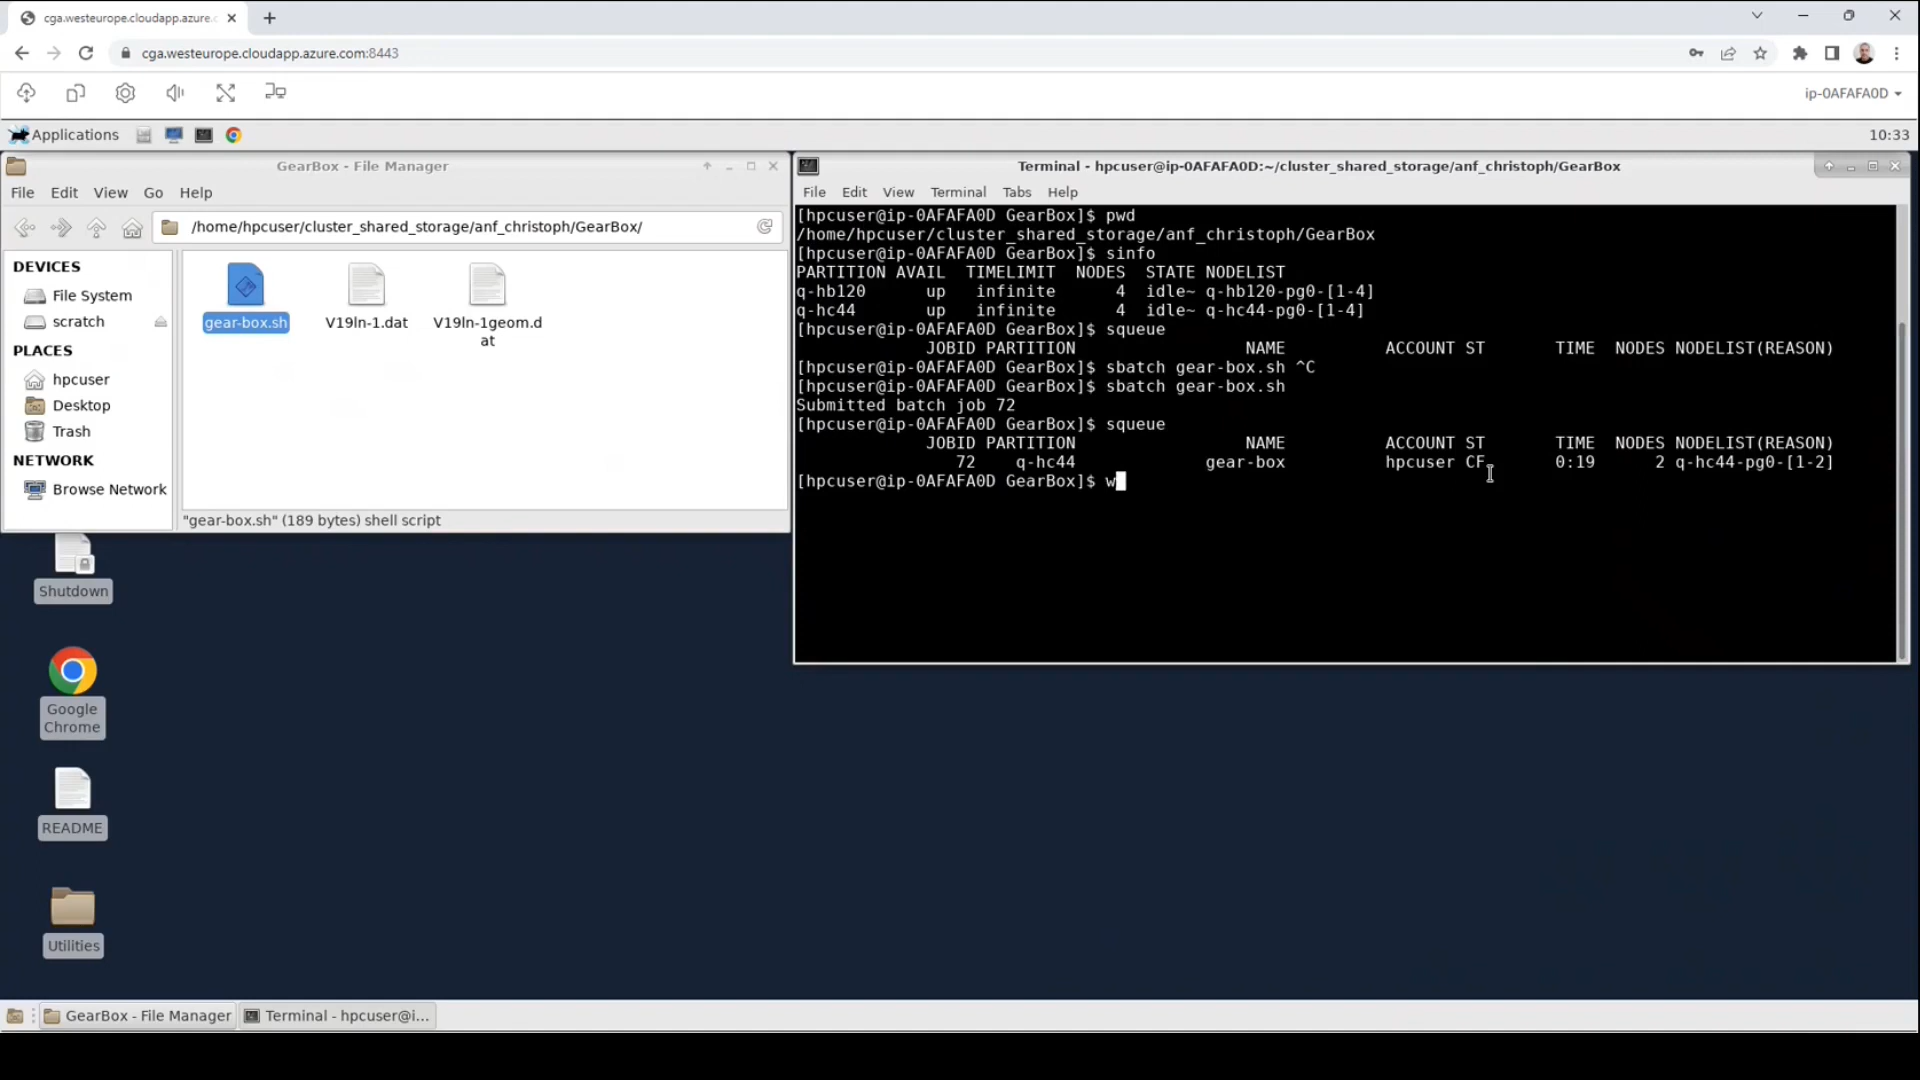 cga.westeurope.cloudapp.azure.c
cga.westeurope.cloudapp.azure.com:8443
ip-0AFAFA0D
Applications
10:33
GearBox - File Manager
File Edit View Go Help
/home/hpcuser/cluster_shared_storage/anf_christoph/GearBox/
DEVICES
File System
scratch
PLACES
hpcuser
Desktop
Trash
NETWORK
Browse Network
gear-box.sh
V19ln-1.dat
V19ln-1geom.d
at
"gear-box.sh" (189 bytes) shell script
Terminal - hpcuser@ip-0AFAFA0D:~/cluster_shared_storage/anf_christoph/GearBox
File Edit View Terminal Tabs Help
[hpcuser@ip-0AFAFA0D GearBox]$ pwd
/home/hpcuser/cluster_shared_storage/anf_christoph/GearBox
[hpcuser@ip-0AFAFA0D GearBox]$ sinfo
PARTITION AVAIL  TIMELIMIT  NODES  STATE NODELIST
q-hb120      up   infinite      4  idle~ q-hb120-pg0-[1-4]
q-hc44       up   infinite      4  idle~ q-hc44-pg0-[1-4]
[hpcuser@ip-0AFAFA0D GearBox]$ squeue
JOBID PARTITION                 NAME          ACCOUNT ST       TIME  NODES NODELIST(REASON)
[hpcuser@ip-0AFAFA0D GearBox]$ sbatch gear-box.sh ^C
[hpcuser@ip-0AFAFA0D GearBox]$ sbatch gear-box.sh
Submitted batch job 72
[hpcuser@ip-0AFAFA0D GearBox]$ squeue
JOBID PARTITION                 NAME          ACCOUNT ST       TIME  NODES NODELIST(REASON)
72    q-hc44             gear-box          hpcuser CF       0:19      2 q-hc44-pg0-[1-2]
[hpcuser@ip-0AFAFA0D GearBox]$ w
Shutdown
Google
Chrome
README
Utilities
GearBox - File Manager
Terminal - hpcuser@i...